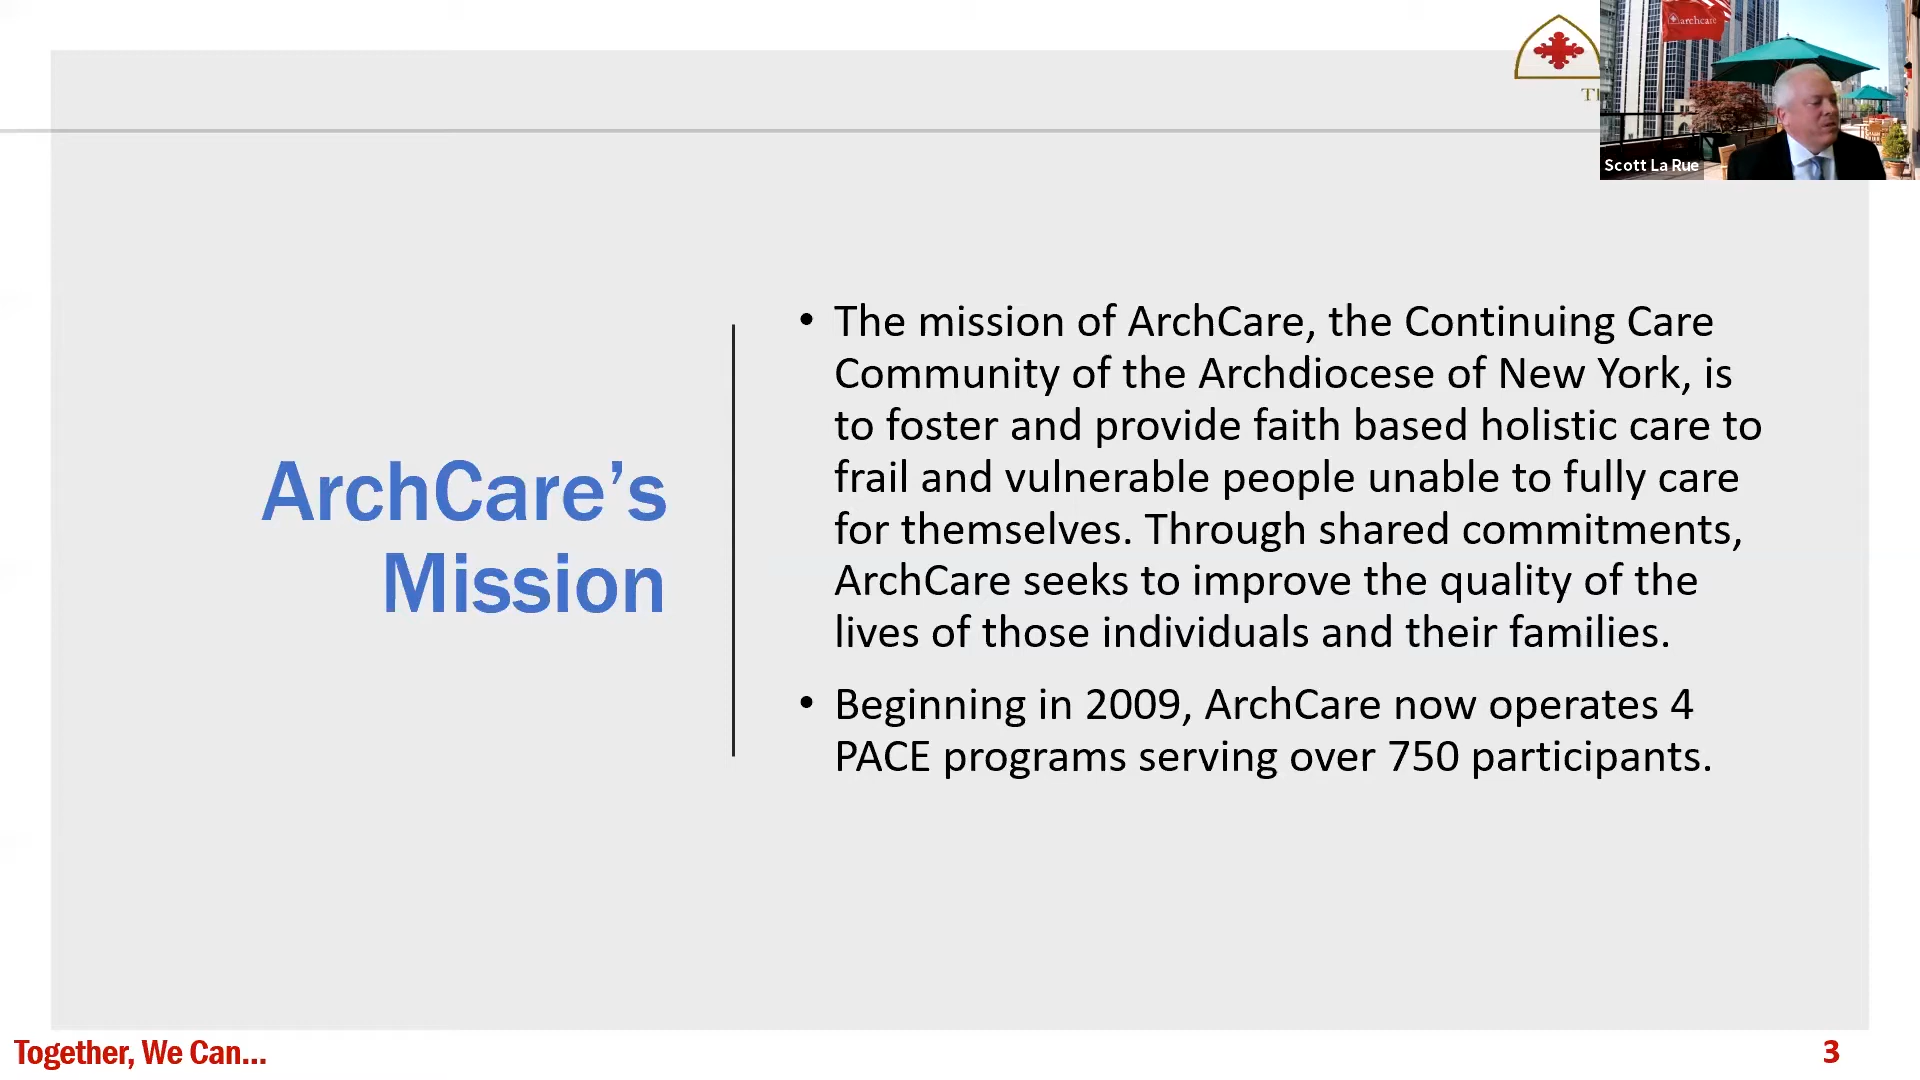 archcare
Scott La Rue
ArchCare’s
Mission
• The mission of ArchCare, the Continuing Care
Community of the Archdiocese of New York, is
to foster and provide faith based holistic care to
frail and vulnerable people unable to fully care
for themselves. Through shared commitments,
ArchCare seeks to improve the quality of the
lives of those individuals and their families.
• Beginning in 2009, ArchCare now operates 4
PACE programs serving over 750 participants.
Together, We Can...
3